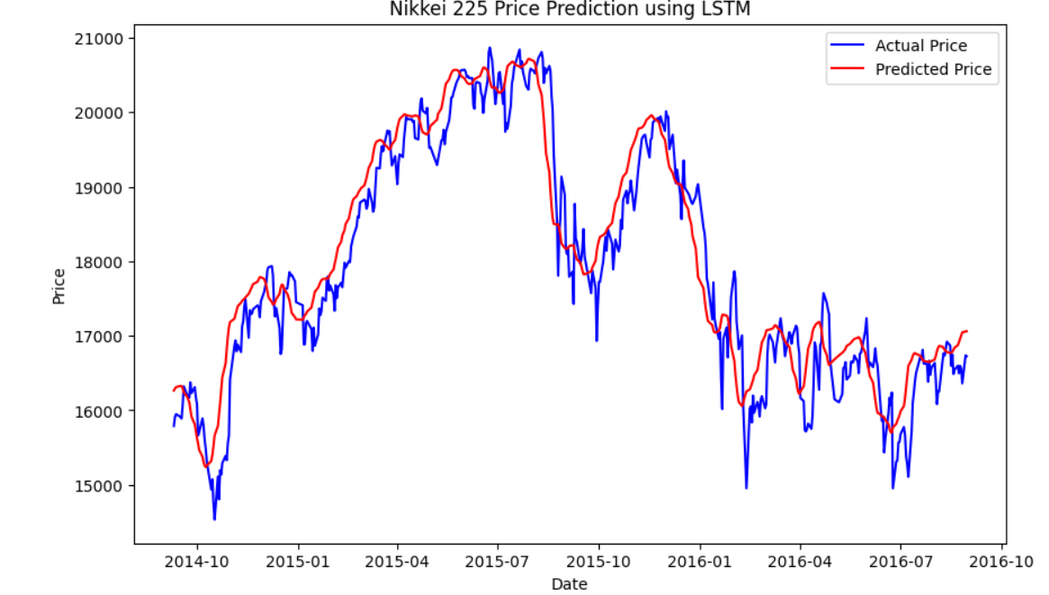 Nikkei 225 Price Prediction using LSTM
Actual Price
Predicted Price
Price
21000
20000
19000
18000
17000
16000
15000
2014-10 2015-01 2015-04 2015-07 2015-10 2016-01 2016-04 2016-07 2016-10
Date